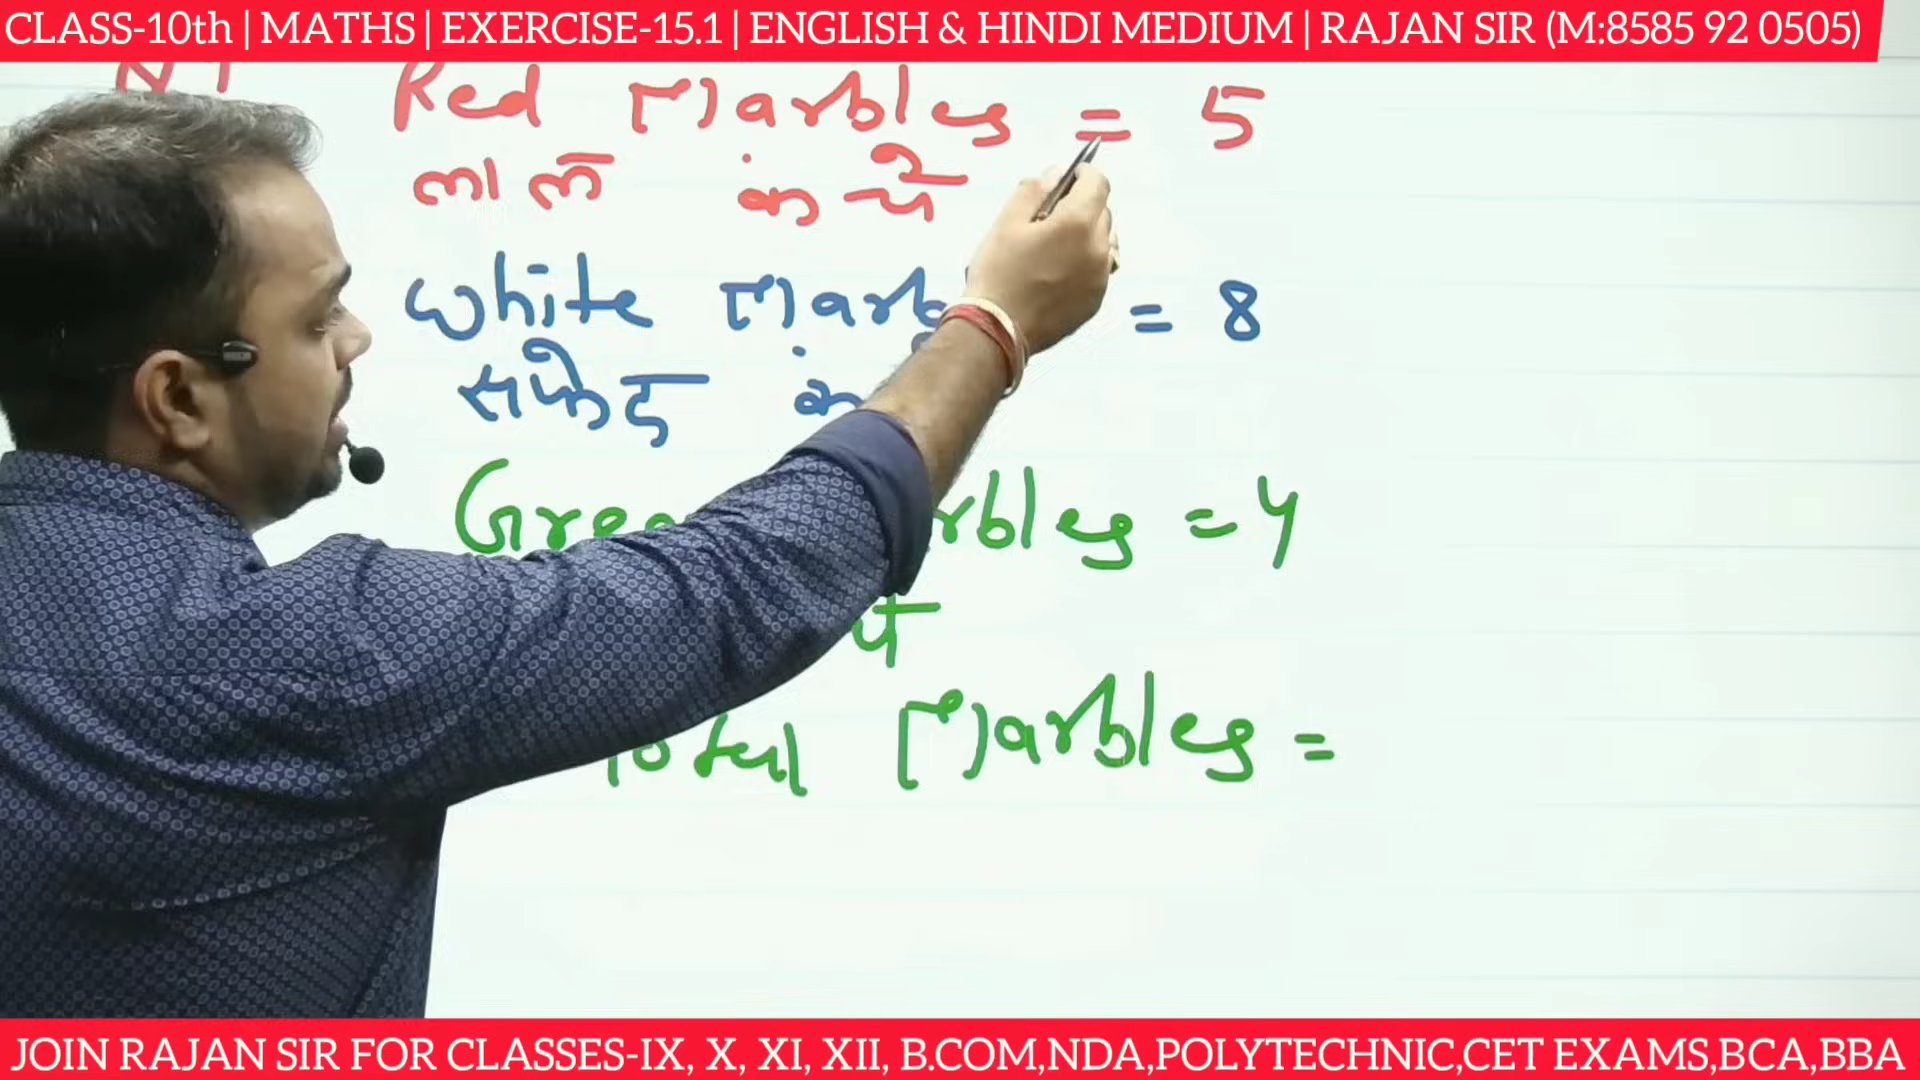 CLASS-10th | MATHS | EXERCISE-15.1 | ENGLISH & HINDI MEDIUM | RAJAN SIR (M:8585 92 0505)
Red Marbles = 5
लाल कंचे
White = 8
सफेद
= 4
Total Marbles =
JOIN RAJAN SIR FOR CLASSES-IX, X, XI, XII, B.COM,NDA,POLYTECHNIC,CET EXAMS,BCA,BBA